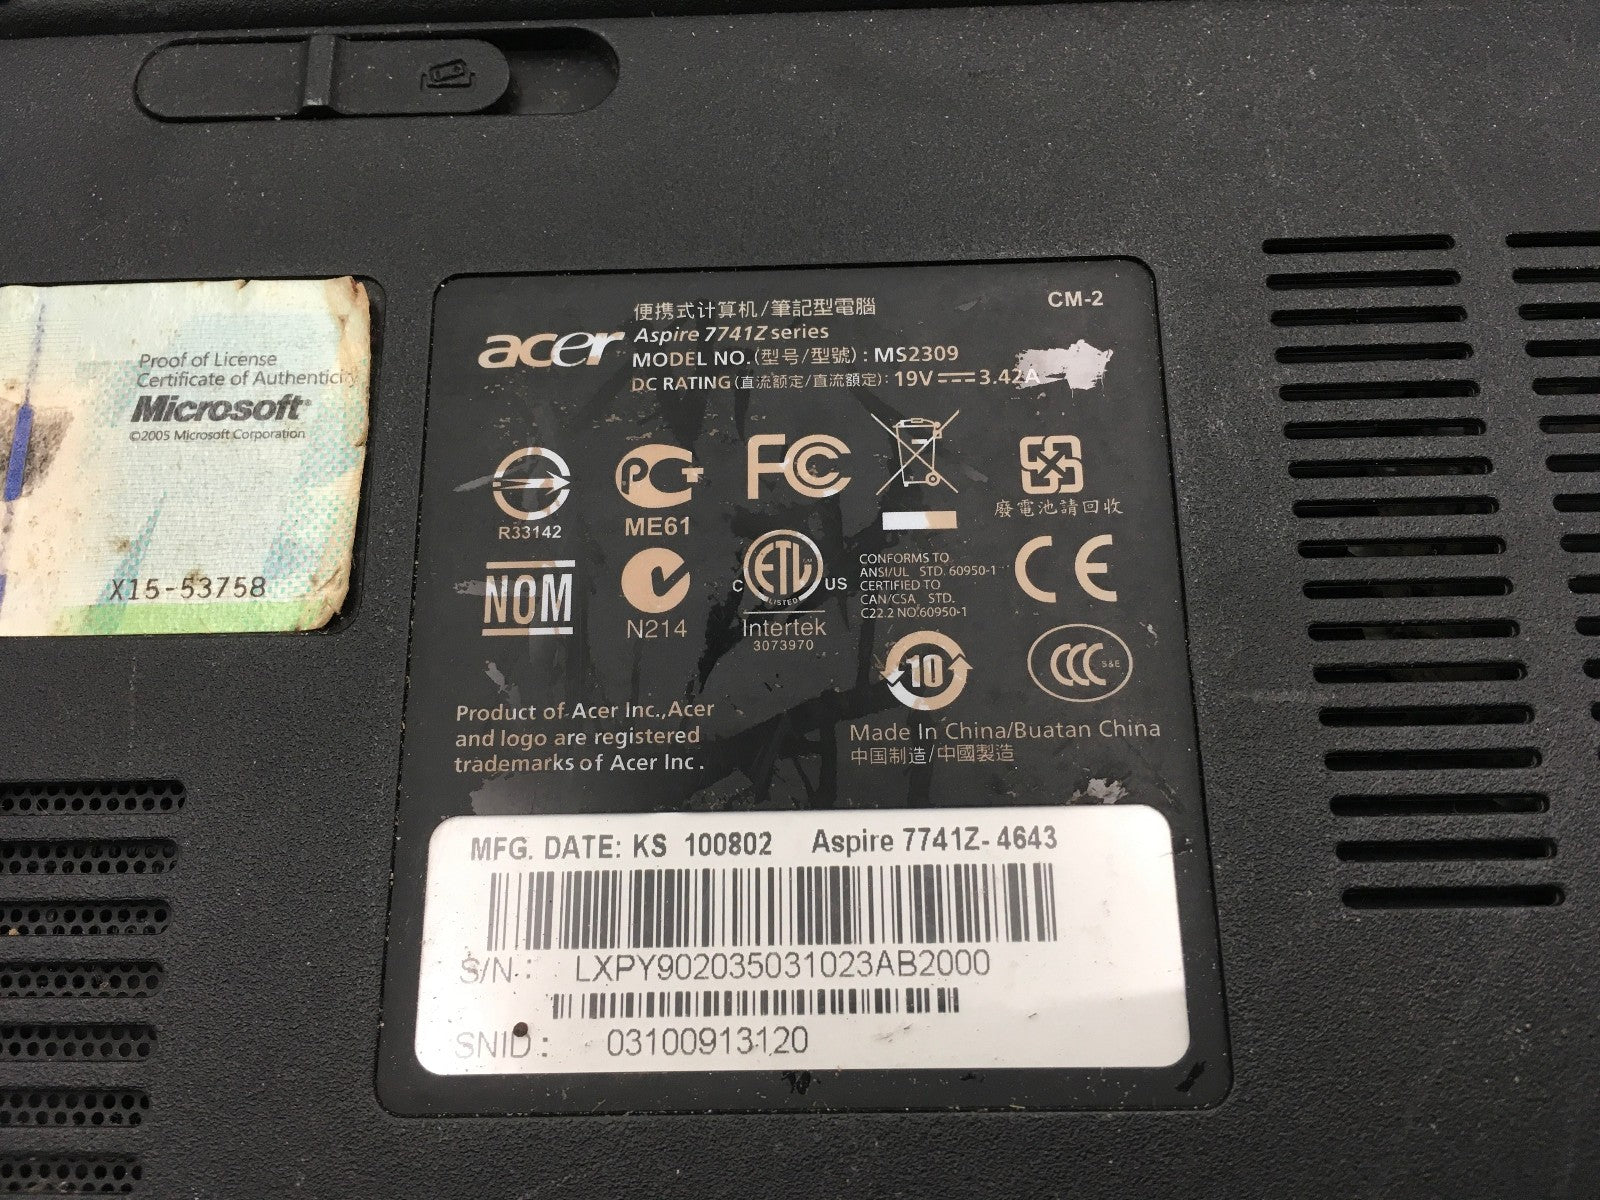 Proof of License
Certificate of Authenticity
Microsoft®
©2005 Microsoft Corporation
X15-53758
CM-2
便携式计算机/筆記型電腦
acer
Aspire 7741Z series
MODEL NO.(型号/型號): MS2309
DC RATING(直流额定/直流額定): 19V 3.42A
R33142
PCT
ME61
FC
廢電池請回收
NOM
N214
C ETL US
LISTED
Intertek
3073970
CONFORMS TO
ANSI/UL STD. 60950-1
CERTIFIED TO
CAN/CSA STD.
C22.2 NO.60950-1
CE
10
CCC S&E
Product of Acer Inc.,Acer
and logo are registered
trademarks of Acer Inc.
Made In China/Buatan China
中国制造/中國製造
MFG. DATE: KS 100802 Aspire 7741Z-4643
S/N: LXPY902035031023AB2000
SNID: 03100913120